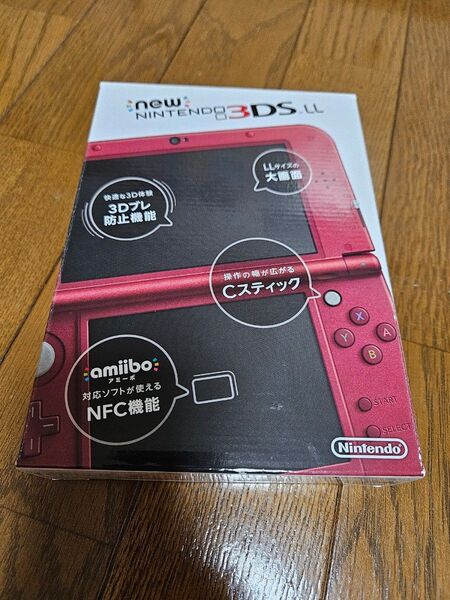 new
NINTENDO 3DS LL
LLサイズの
大画面
快適な3D体験
3Dブレ
防止機能
操作の幅が広がる
Cスティック
X
Y
A
B
amiibo
アミーボ
対応ソフトが使える
NFC機能
START
SELECT
Nintendo